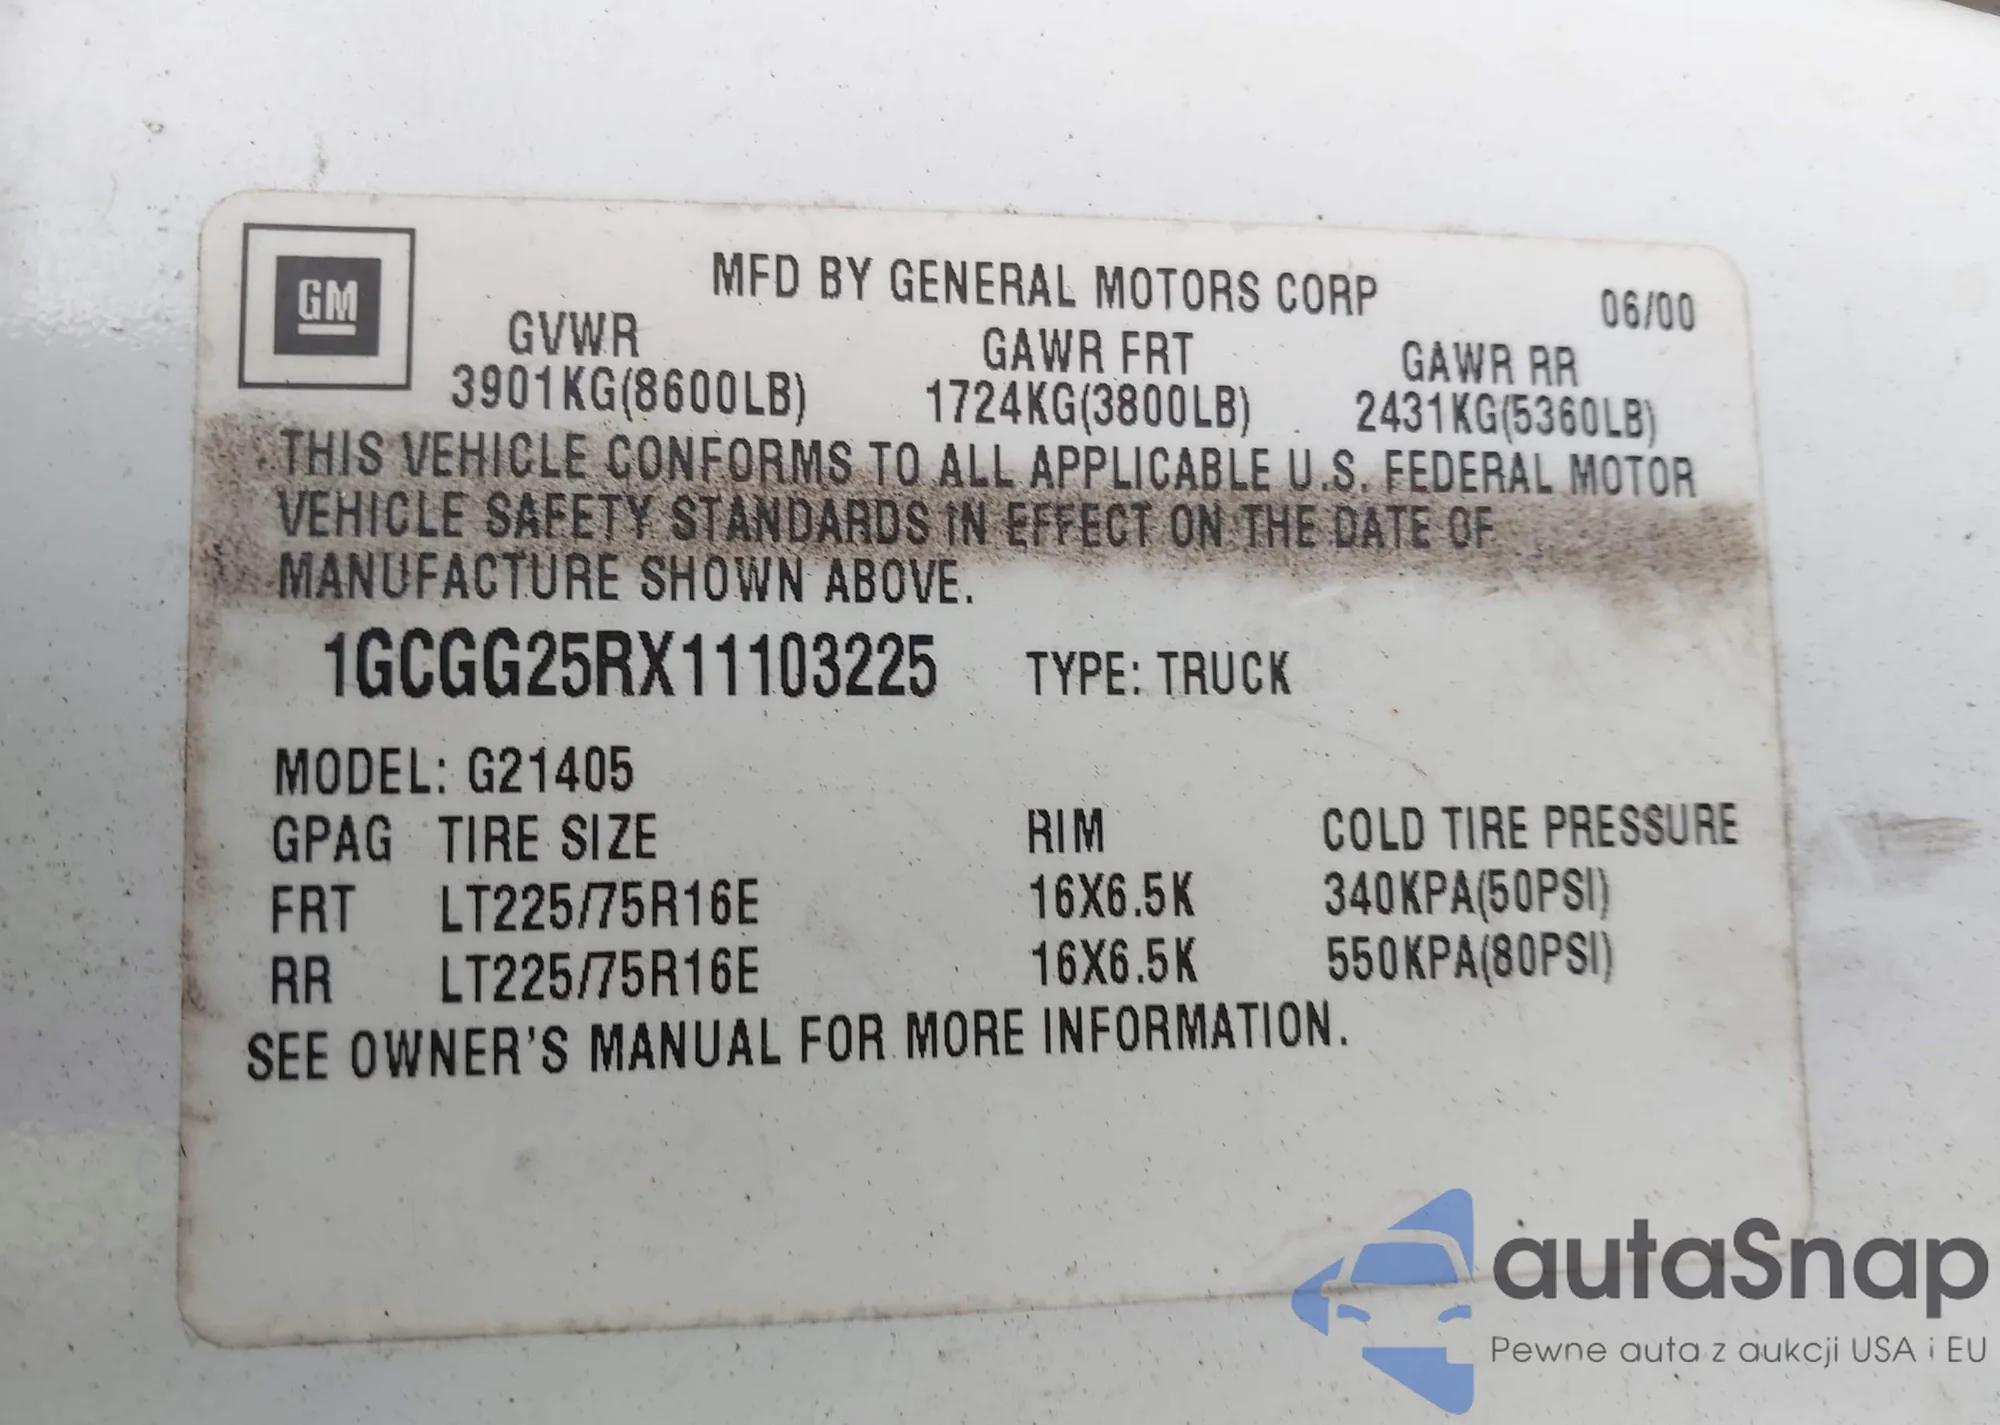 GM
MFD BY GENERAL MOTORS CORP 06/00
GVWR GAWR FRT GAWR RR
3901KG(8600LB) 1724KG(3800LB) 2431KG(5360LB)
THIS VEHICLE CONFORMS TO ALL APPLICABLE U.S. FEDERAL MOTOR
VEHICLE SAFETY STANDARDS IN EFFECT ON THE DATE OF
MANUFACTURE SHOWN ABOVE.
1GCGG25RX11103225 TYPE: TRUCK
MODEL: G21405
GPAG TIRE SIZE RIM COLD TIRE PRESSURE
FRT LT225/75R16E 16X6.5K 340KPA(50PSI)
RR LT225/75R16E 16X6.5K 550KPA(80PSI)
SEE OWNER'S MANUAL FOR MORE INFORMATION.
autaSnap
Pewne auta z aukcji USA i EU